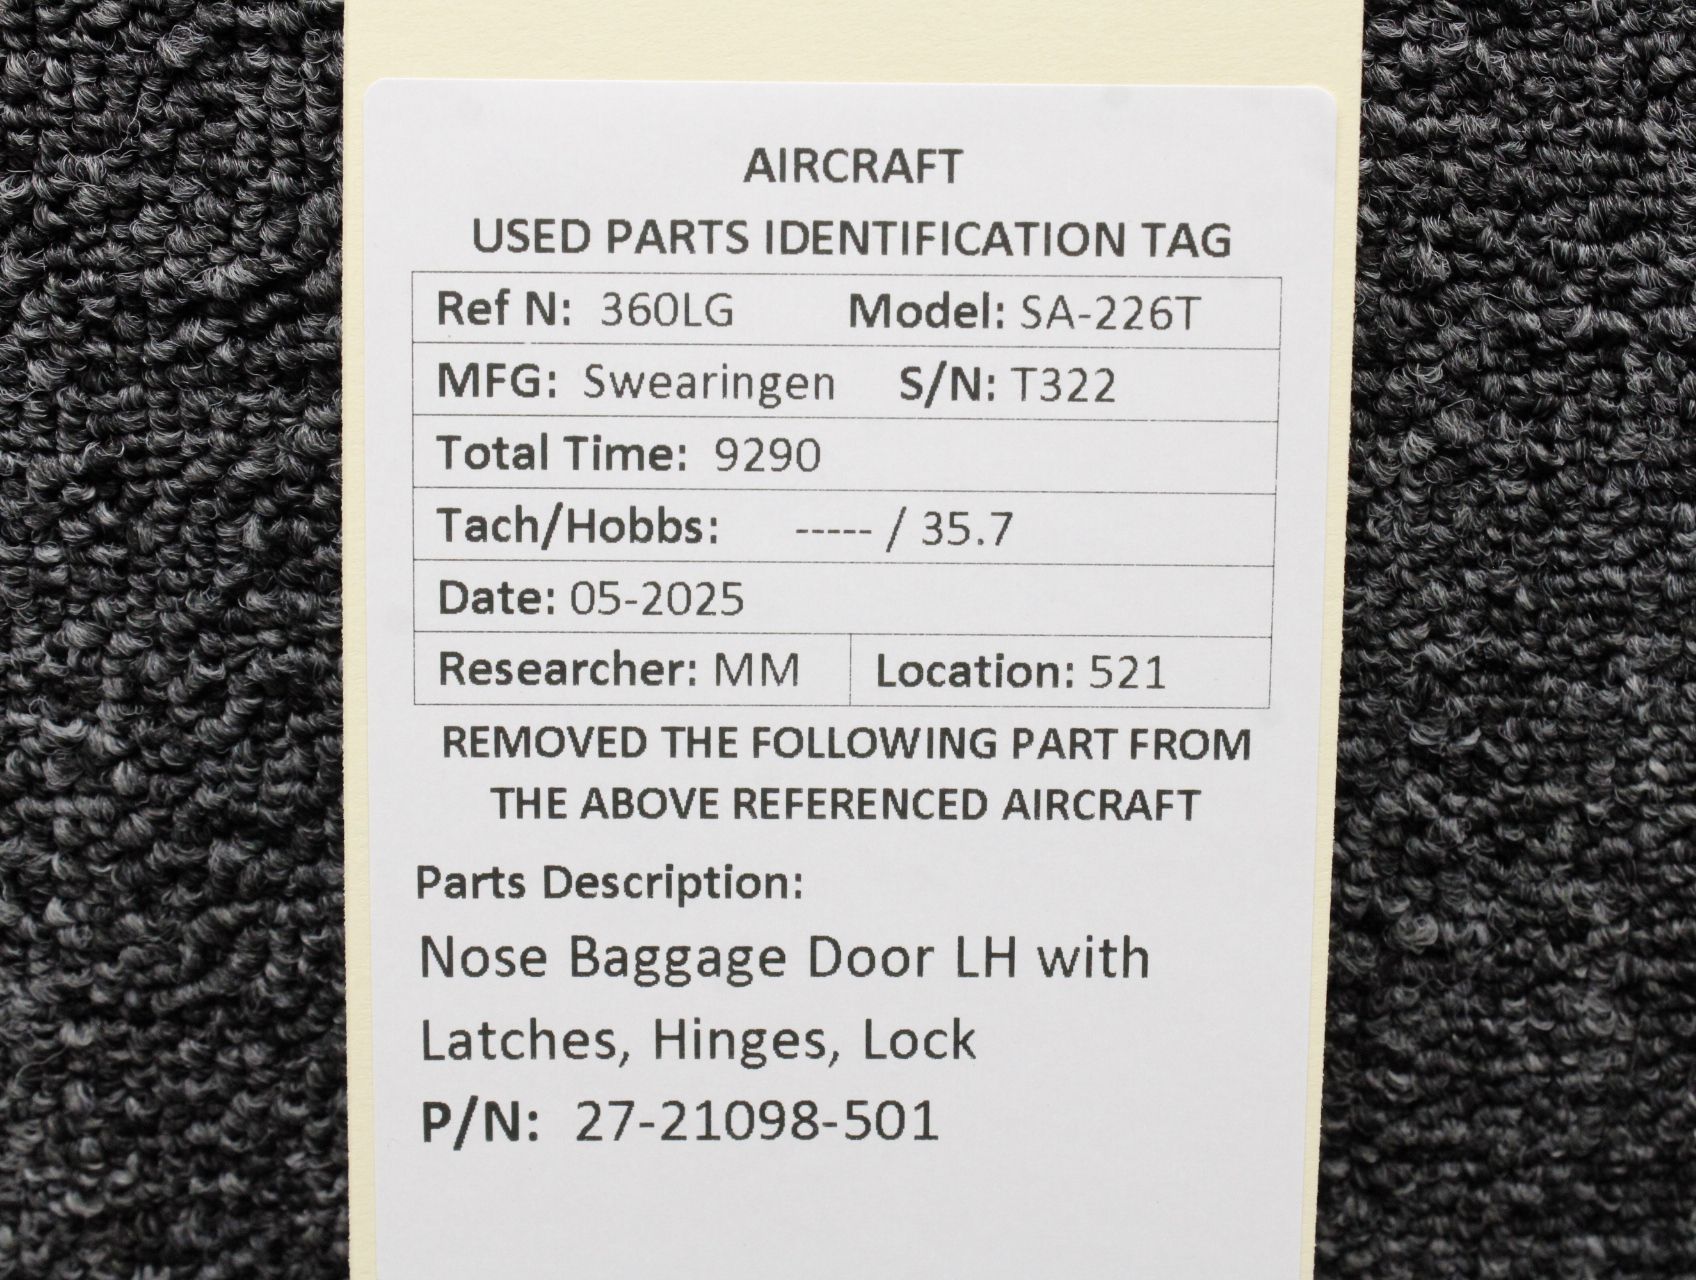 AIRCRAFT
USED PARTS IDENTIFICATION TAG
Ref N: 360LG Model: SA-226T
MFG: Swearingen S/N: T322
Total Time: 9290
Tach/Hobbs: ----- / 35.7
Date: 05-2025
Researcher: MM Location: 521
REMOVED THE FOLLOWING PART FROM
THE ABOVE REFERENCED AIRCRAFT
Parts Description:
Nose Baggage Door LH with
Latches, Hinges, Lock
P/N: 27-21098-501